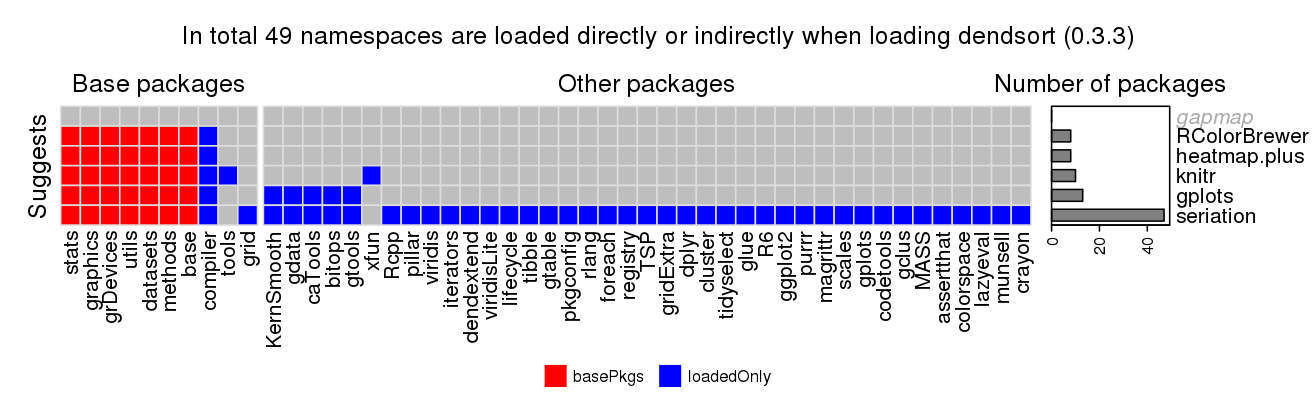 In total 49 namespaces are loaded directly or indirectly when loading dendsort (0.3.3)
Base packages
Other packages
Number of packages
Suggests
gapmap
RColorBrewer
heatmap.plus
knitr
gplots
seriation
stats
graphics
grDevices
utils
datasets
methods
base
compiler
tools
grid
KernSmooth
gdata
caTools
bitops
gtools
xfun
Rcpp
pillar
viridis
iterators
dendextend
viridisLite
lifecycle
tibble
gtable
pkgconfig
rlang
foreach
registry
TSP
gridExtra
dplyr
cluster
tidyselect
glue
R6
ggplot2
purrr
magrittr
scales
gplots
codetools
gclus
MASS
assertthat
colorspace
lazyeval
munsell
crayon
0
20
40
basePkgs
loadedOnly